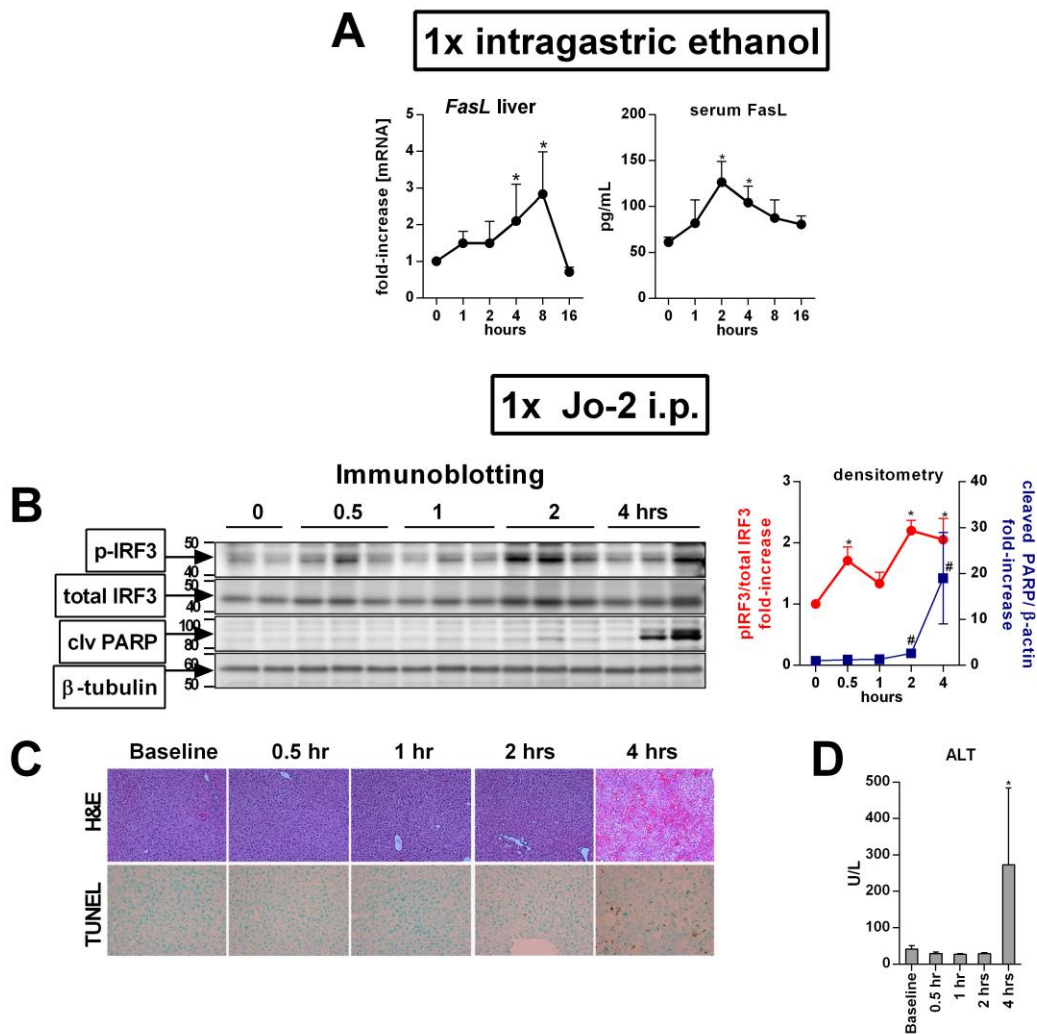 A
1x intragastric ethanol
FasL liver
fold-increase [mRNA]
5
4
3
2
1
0
0 1 2 4 8 16
hours
serum FasL
pg/mL
200
150
100
50
0
* *
* *
0 1 2 4 8 16
hours
1x Jo-2 i.p.
B
Immunoblotting
0 0.5 1 2 4 hrs
p-IRF3
50
40
total IRF3
50
40
clv PARP
100
80
β-tubulin
60
50
densitometry
pIRF3/total IRF3
fold-increase
3
2
1
0
* * *
# #
40
30
20
10
0
cleaved PARP/ β-actin
fold-increase
0 0.5 1 2 4
hours
C
Baseline 0.5 hr 1 hr 2 hrs 4 hrs
H&E
TUNEL
D
ALT
U/L
500
400
300
200
100
0
*
Baseline
0.5 hr
1 hr
2 hrs
4 hrs